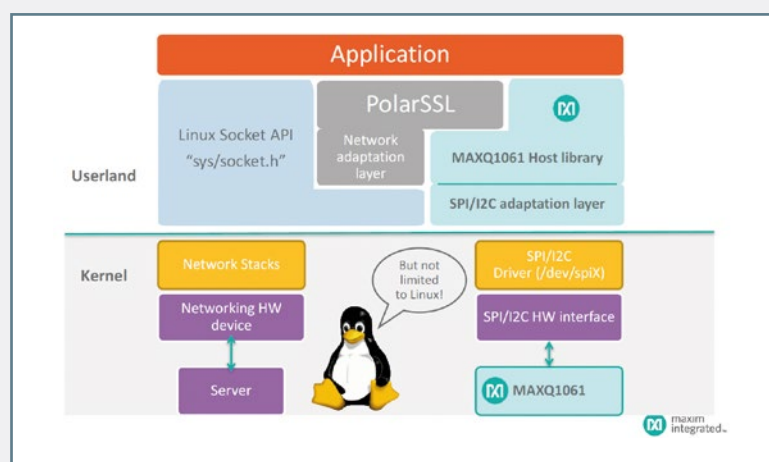 Application
PolarSSL
Linux Socket API
"sys/socket.h"
Network
adaptation
layer
MAXQ1061 Host library
SPI/I2C adaptation layer
Userland
Kernel
Network Stacks
Networking HW
device
Server
But not
limited
to Linux!
SPI/I2C
Driver (/dev/spiX)
SPI/I2C HW interface
MAXQ1061
maxim
integrated™